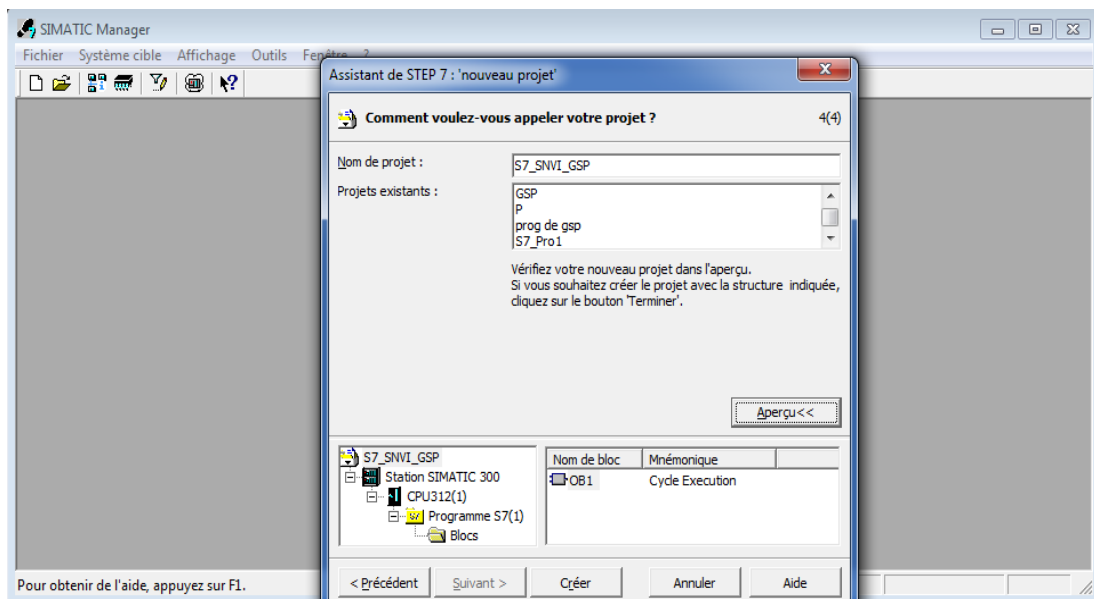 SIMATIC Manager
Fichier Système cible Affichage Outils Fenêtre ?
Assistant de STEP 7 : 'nouveau projet'
Comment voulez-vous appeler votre projet ? 4(4)
Nom de projet : S7_SNVI_GSP
Projets existants : GSP
P
prog de gsp
S7_Pro1
Vérifiez votre nouveau projet dans l'aperçu.
Si vous souhaitez créer le projet avec la structure indiquée,
cliquez sur le bouton 'Terminer'.
Aperçu<<
S7_SNVI_GSP
Station SIMATIC 300
CPU312(1)
Programme S7(1)
Blocs
Nom de bloc Mnémonique
OB1 Cycle Execution
< Précédent Suivant > Créer Annuler Aide
Pour obtenir de l'aide, appuyez sur F1.